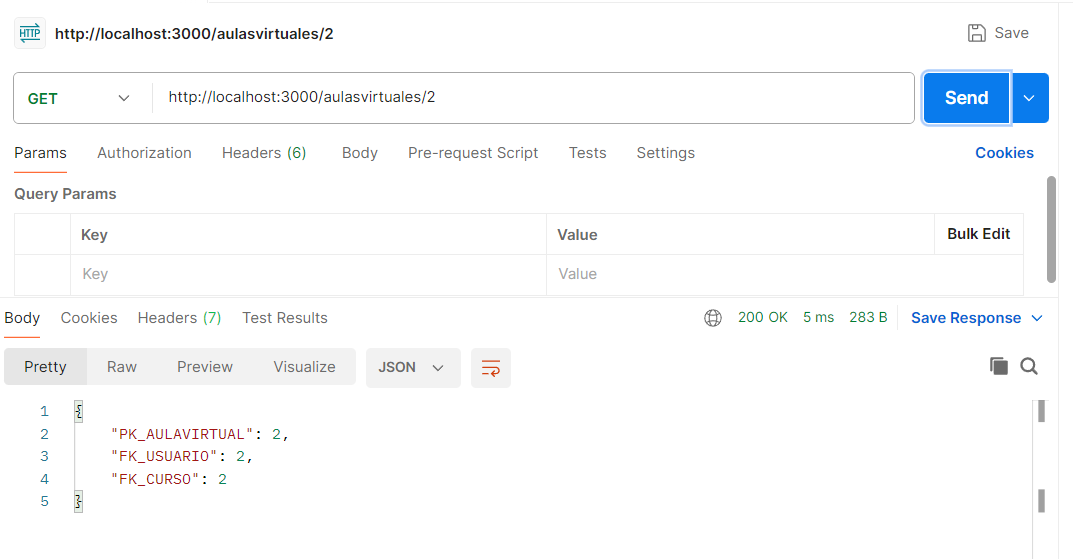 HTTP http://localhost:3000/aulasvirtuales/2 Save
GET http://localhost:3000/aulasvirtuales/2 Send
Params Authorization Headers (6) Body Pre-request Script Tests Settings Cookies
Query Params
Key Value Bulk Edit
Key Value
Body Cookies Headers (7) Test Results 200 OK 5 ms 283 B Save Response
Pretty Raw Preview Visualize JSON
1 {
2 "PK_AULAVIRTUAL": 2,
3 "FK_USUARIO": 2,
4 "FK_CURSO": 2
5 }